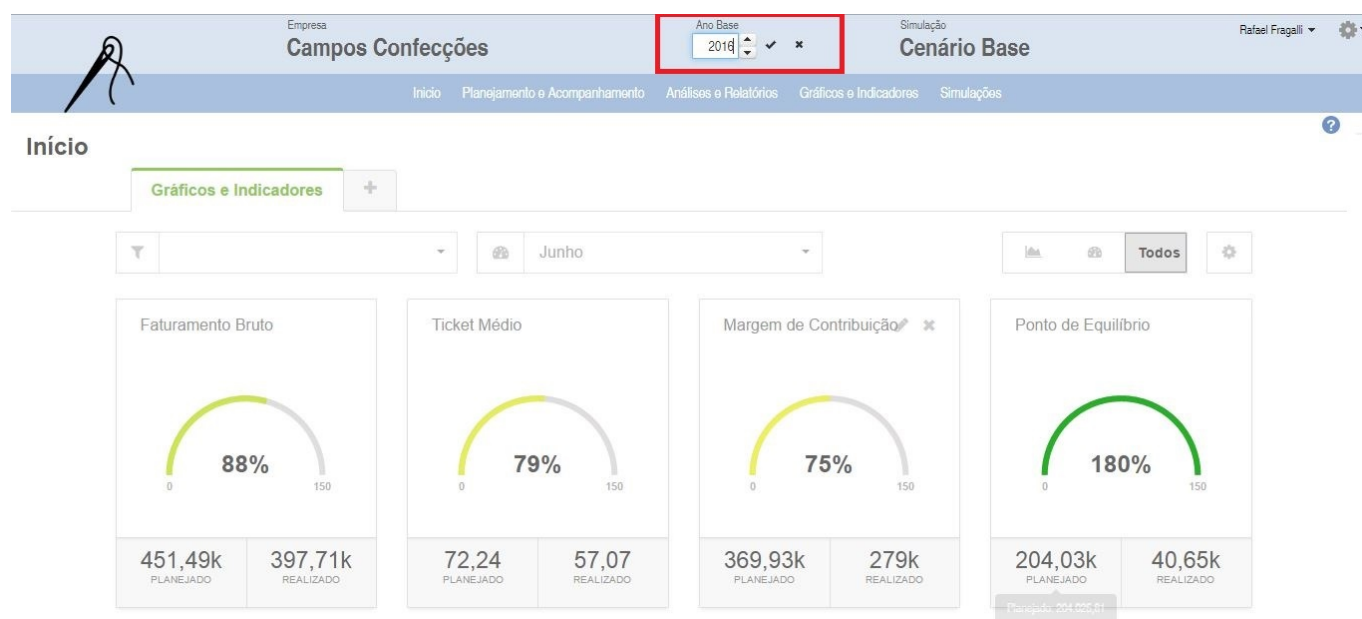 Empresa
Campos Confecções
Ano Base
2016
Simulação
Cenário Base
Rafael Fragalli
Inicio Planejamento e Acompanhamento Análises e Relatórios Gráficos e Indicadores Simulações
?
Início
Gráficos e Indicadores +
Junho
Todos
Faturamento Bruto
88%
0 150
451,49k 397,71k
PLANEJADO REALIZADO
Ticket Médio
79%
0 150
72,24 57,07
PLANEJADO REALIZADO
Margem de Contribuição
75%
0 150
369,93k 279k
PLANEJADO REALIZADO
Ponto de Equilíbrio
180%
0 150
204,03k 40,65k
PLANEJADO REALIZADO